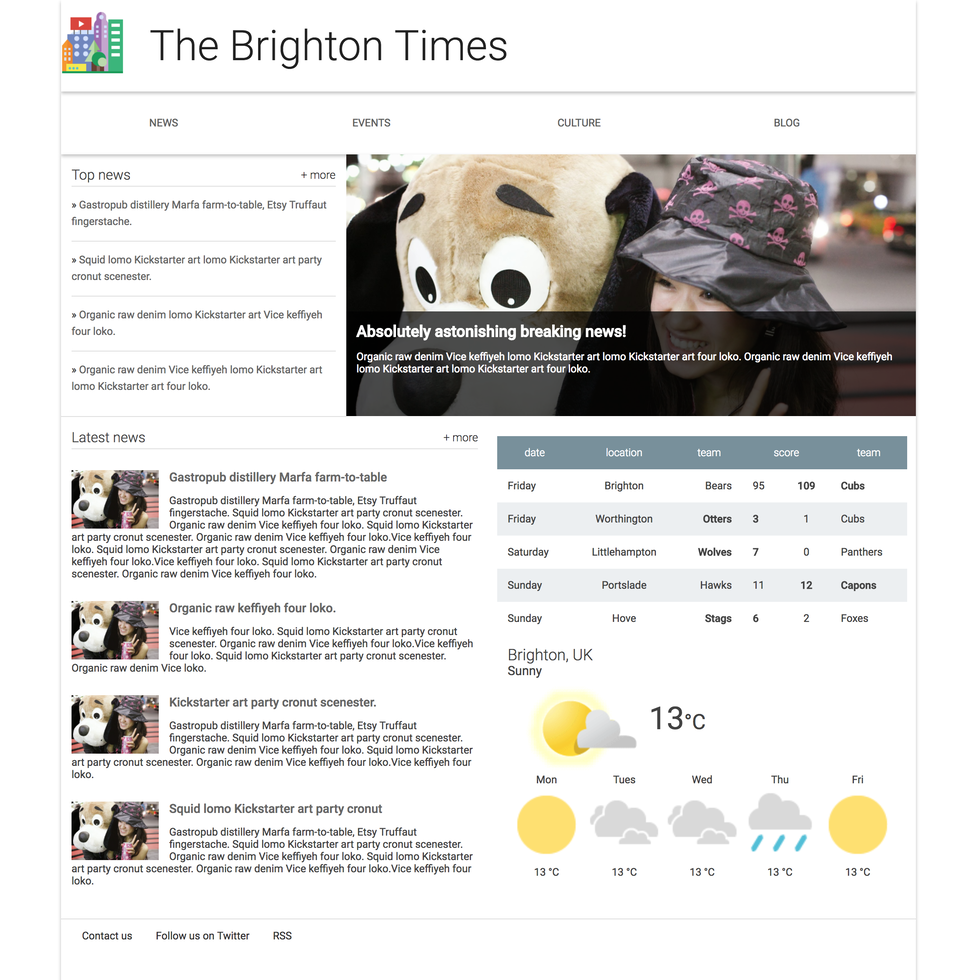 The Brighton Times
NEWS EVENTS CULTURE BLOG
Top news + more
» Gastropub distillery Marfa farm-to-table, Etsy Truffaut
fingerstache.
» Squid lomo Kickstarter art lomo Kickstarter art party
cronut scenester.
» Organic raw denim lomo Kickstarter art Vice keffiyeh
four loko.
» Organic raw denim Vice keffiyeh lomo Kickstarter art
lomo Kickstarter art four loko.
Absolutely astonishing breaking news!
Organic raw denim Vice keffiyeh lomo Kickstarter art lomo Kickstarter art four loko. Organic raw denim Vice keffiyeh
lomo Kickstarter art lomo Kickstarter art four loko.
Latest news + more
Gastropub distillery Marfa farm-to-table
Gastropub distillery Marfa farm-to-table, Etsy Truffaut
fingerstache. Squid lomo Kickstarter art party cronut scenester.
Organic raw denim Vice keffiyeh four loko. Squid lomo Kickstarter
art party cronut scenester. Organic raw denim Vice keffiyeh four loko.Vice keffiyeh four
loko. Squid lomo Kickstarter art party cronut scenester. Organic raw denim Vice
keffiyeh four loko.Vice keffiyeh four loko. Squid lomo Kickstarter art party cronut
scenester. Organic raw denim Vice keffiyeh four loko.
Organic raw keffiyeh four loko.
Vice keffiyeh four loko. Squid lomo Kickstarter art party cronut
scenester. Organic raw denim Vice keffiyeh four loko.Vice keffiyeh
four loko. Squid lomo Kickstarter art party cronut scenester.
Organic raw denim Vice loko.
Kickstarter art party cronut scenester.
Gastropub distillery Marfa farm-to-table, Etsy Truffaut
fingerstache. Squid lomo Kickstarter art party cronut scenester.
Organic raw denim Vice keffiyeh four loko. Squid lomo Kickstarter
art party cronut scenester. Organic raw denim Vice keffiyeh four loko.Vice keffiyeh four
loko.
Squid lomo Kickstarter art party cronut
Gastropub distillery Marfa farm-to-table, Etsy Truffaut
fingerstache. Squid lomo Kickstarter art party cronut scenester.
Organic raw denim Vice keffiyeh four loko. Squid lomo Kickstarter
art party cronut scenester. Organic raw denim Vice keffiyeh four loko.Vice keffiyeh four
loko.
date location team score team
Friday Brighton Bears 95 109 Cubs
Friday Worthington Otters 3 1 Cubs
Saturday Littlehampton Wolves 7 0 Panthers
Sunday Portslade Hawks 11 12 Capons
Sunday Hove Stags 6 2 Foxes
Brighton, UK
Sunny
13°C
Mon Tues Wed Thu Fri
13 °C 13 °C 13 °C 13 °C 13 °C
Contact us Follow us on Twitter RSS